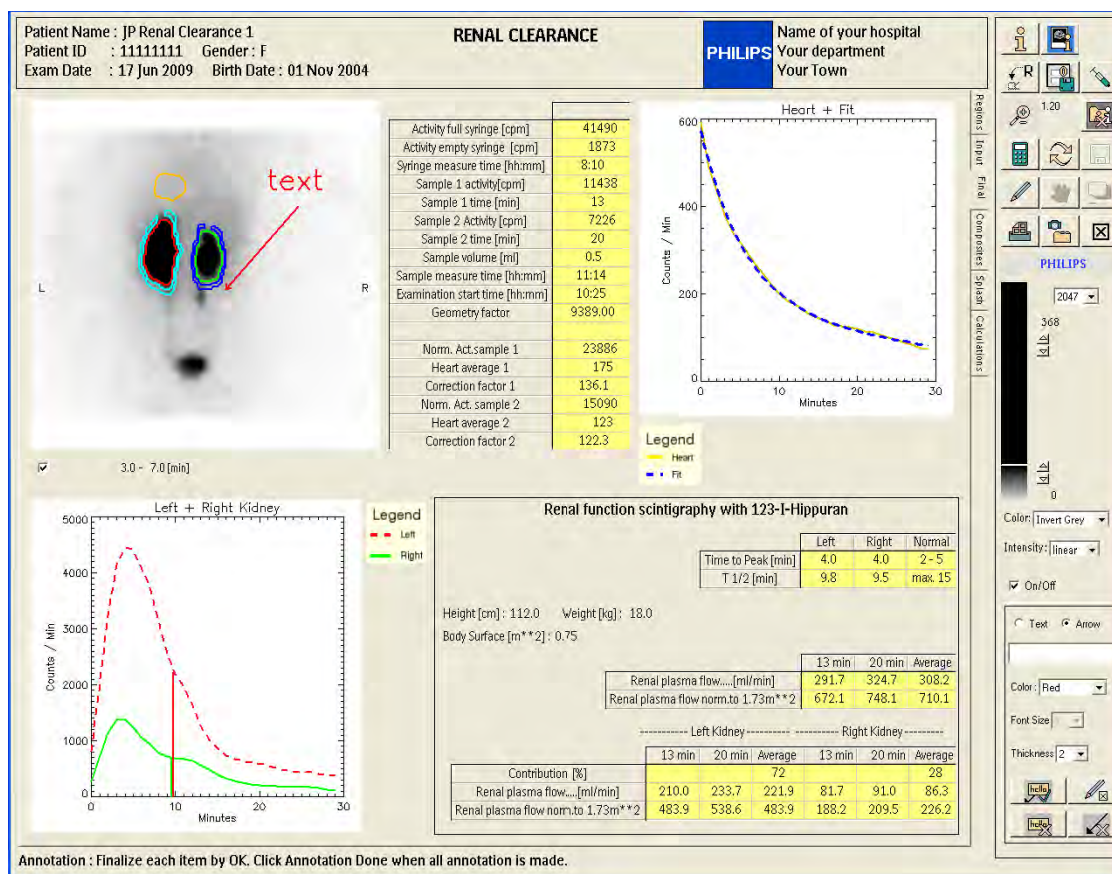 Patient Name : JP Renal Clearance 1
Patient ID : 11111111 Gender : F
Exam Date : 17 Jun 2009 Birth Date : 01 Nov 2004
RENAL CLEARANCE
PHILIPS
Name of your hospital
Your department
Your Town
text
L
R
3.0 - 7.0 [min]
Activity full syringe [cpm] 41490
Activity empty syringe [cpm] 1873
Syringe measure time [hh:mm] 8:10
Sample 1 activity[cpm] 11438
Sample 1 time [min] 13
Sample 2 Activity [cpm] 7226
Sample 2 time [min] 20
Sample volume [ml] 0.5
Sample measure time [hh:mm] 11:14
Examination start time [hh:mm] 10:25
Geometry factor 9389.00
Norm. Act.sample 1 23886
Heart average 1 175
Correction factor 1 136.1
Norm. Act. sample 2 15090
Heart average 2 123
Correction factor 2 122.3
Heart + Fit
Counts / Min
600
400
200
0
0 10 20 30
Minutes
Legend
Heart
Fit
Regions
Input
Final
Composites
Splash
Calculations
Left + Right Kidney
Counts / Min
5000
4000
3000
2000
1000
0
0 10 20 30
Minutes
Legend
Left
Right
Renal function scintigraphy with 123-I-Hippuran
Left Right Normal
Time to Peak [min] 4.0 4.0 2 - 5
T 1/2 [min] 9.8 9.5 max. 15
Height [cm] : 112.0 Weight [kg] : 18.0
Body Surface [m**2] : 0.75
13 min 20 min Average
Renal plasma flow.....[ml/min] 291.7 324.7 308.2
Renal plasma flow norm.to 1.73m**2 672.1 748.1 710.1
---------- Left Kidney---------- ---------- Right Kidney----------
13 min 20 min Average 13 min 20 min Average
Contribution [%] 72 28
Renal plasma flow....[ml/min] 210.0 233.7 221.9 81.7 91.0 86.3
Renal plasma flow norm.to 1.73m**2 483.9 538.6 483.9 188.2 209.5 226.2
R
1.20
PHILIPS
2047
368
0
Color: Invert Grey
Intensity: linear
On/Off
Text Arrow
Color : Red
Font Size
Thickness 2
hello
hello
Annotation : Finalize each item by OK. Click Annotation Done when all annotation is made.